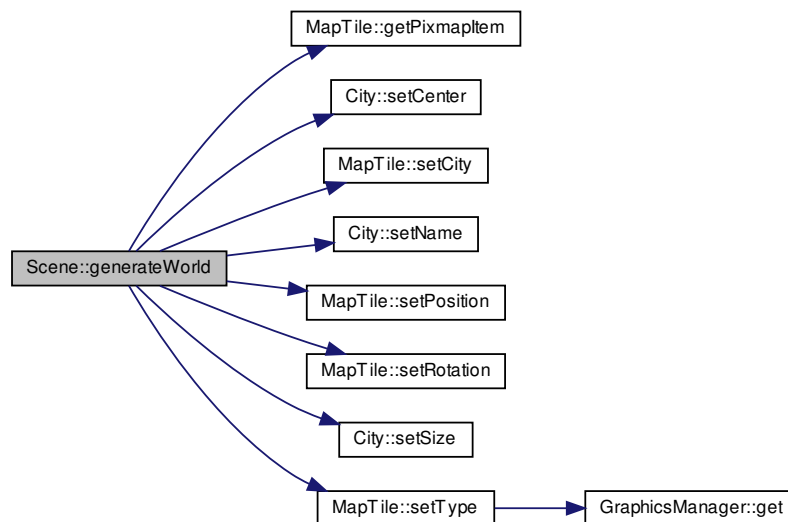 MapTile::getPixmapItem
City::setCenter
MapTile::setCity
City::setName
Scene::generateWorld
MapTile::setPosition
MapTile::setRotation
City::setSize
MapTile::setType
GraphicsManager::get